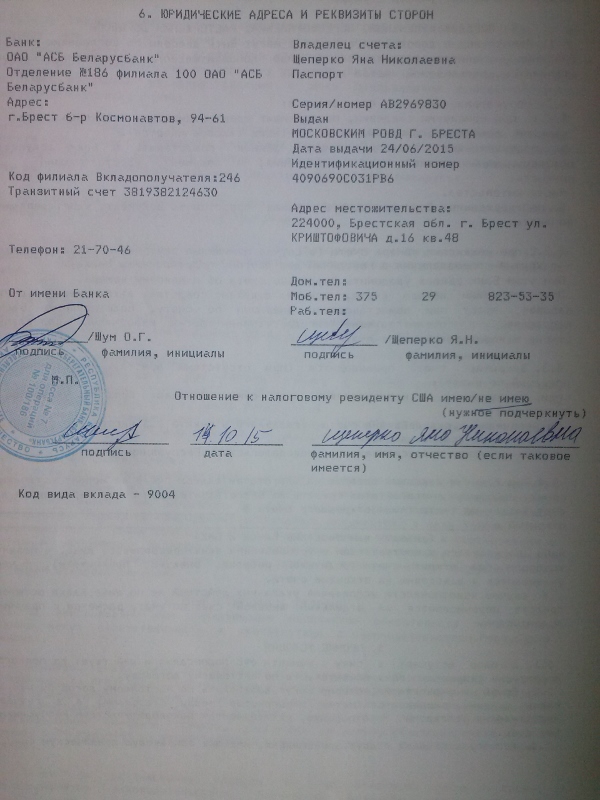 6. ЮРИДИЧЕСКИЕ АДРЕСА И РЕКВИЗИТЫ СТОРОН
Банк:
ОАО "АСБ Беларусбанк"
Отделение №186 филиала 100 ОАО "АСБ
Беларусбанк"
Адрес:
г.Брест б-р Космонавтов, 94-61
Код филиала Вкладополучателя:246
Транзитный счет 3819382124630
Телефон: 21-70-46
От имени Банка
/Шум О.Г.
подпись фамилия, инициалы
М.П.
Владелец счета:
Шеперко Яна Николаевна
Паспорт
Серия/номер АВ2969830
Выдан
МОСКОВСКИМ РОВД Г. БРЕСТА
Дата выдачи 24/06/2015
Идентификационный номер
4090690С031РВ6
Адрес местожительства:
224000, Брестская обл. г. Брест ул.
КРИШТОФОВИЧА д.16 кв.48
Дом.тел:
Моб.тел: 375 29 823-53-35
Раб.тел:
/Шеперко Я.Н.
подпись фамилия, инициалы
Отношение к налоговому резиденту США имею/не имею
(нужное подчеркнуть)
14 10 15 Шеперко Яна Николаевна
подпись дата фамилия, имя, отчество (если таковое
имеется)
Код вида вклада - 9004